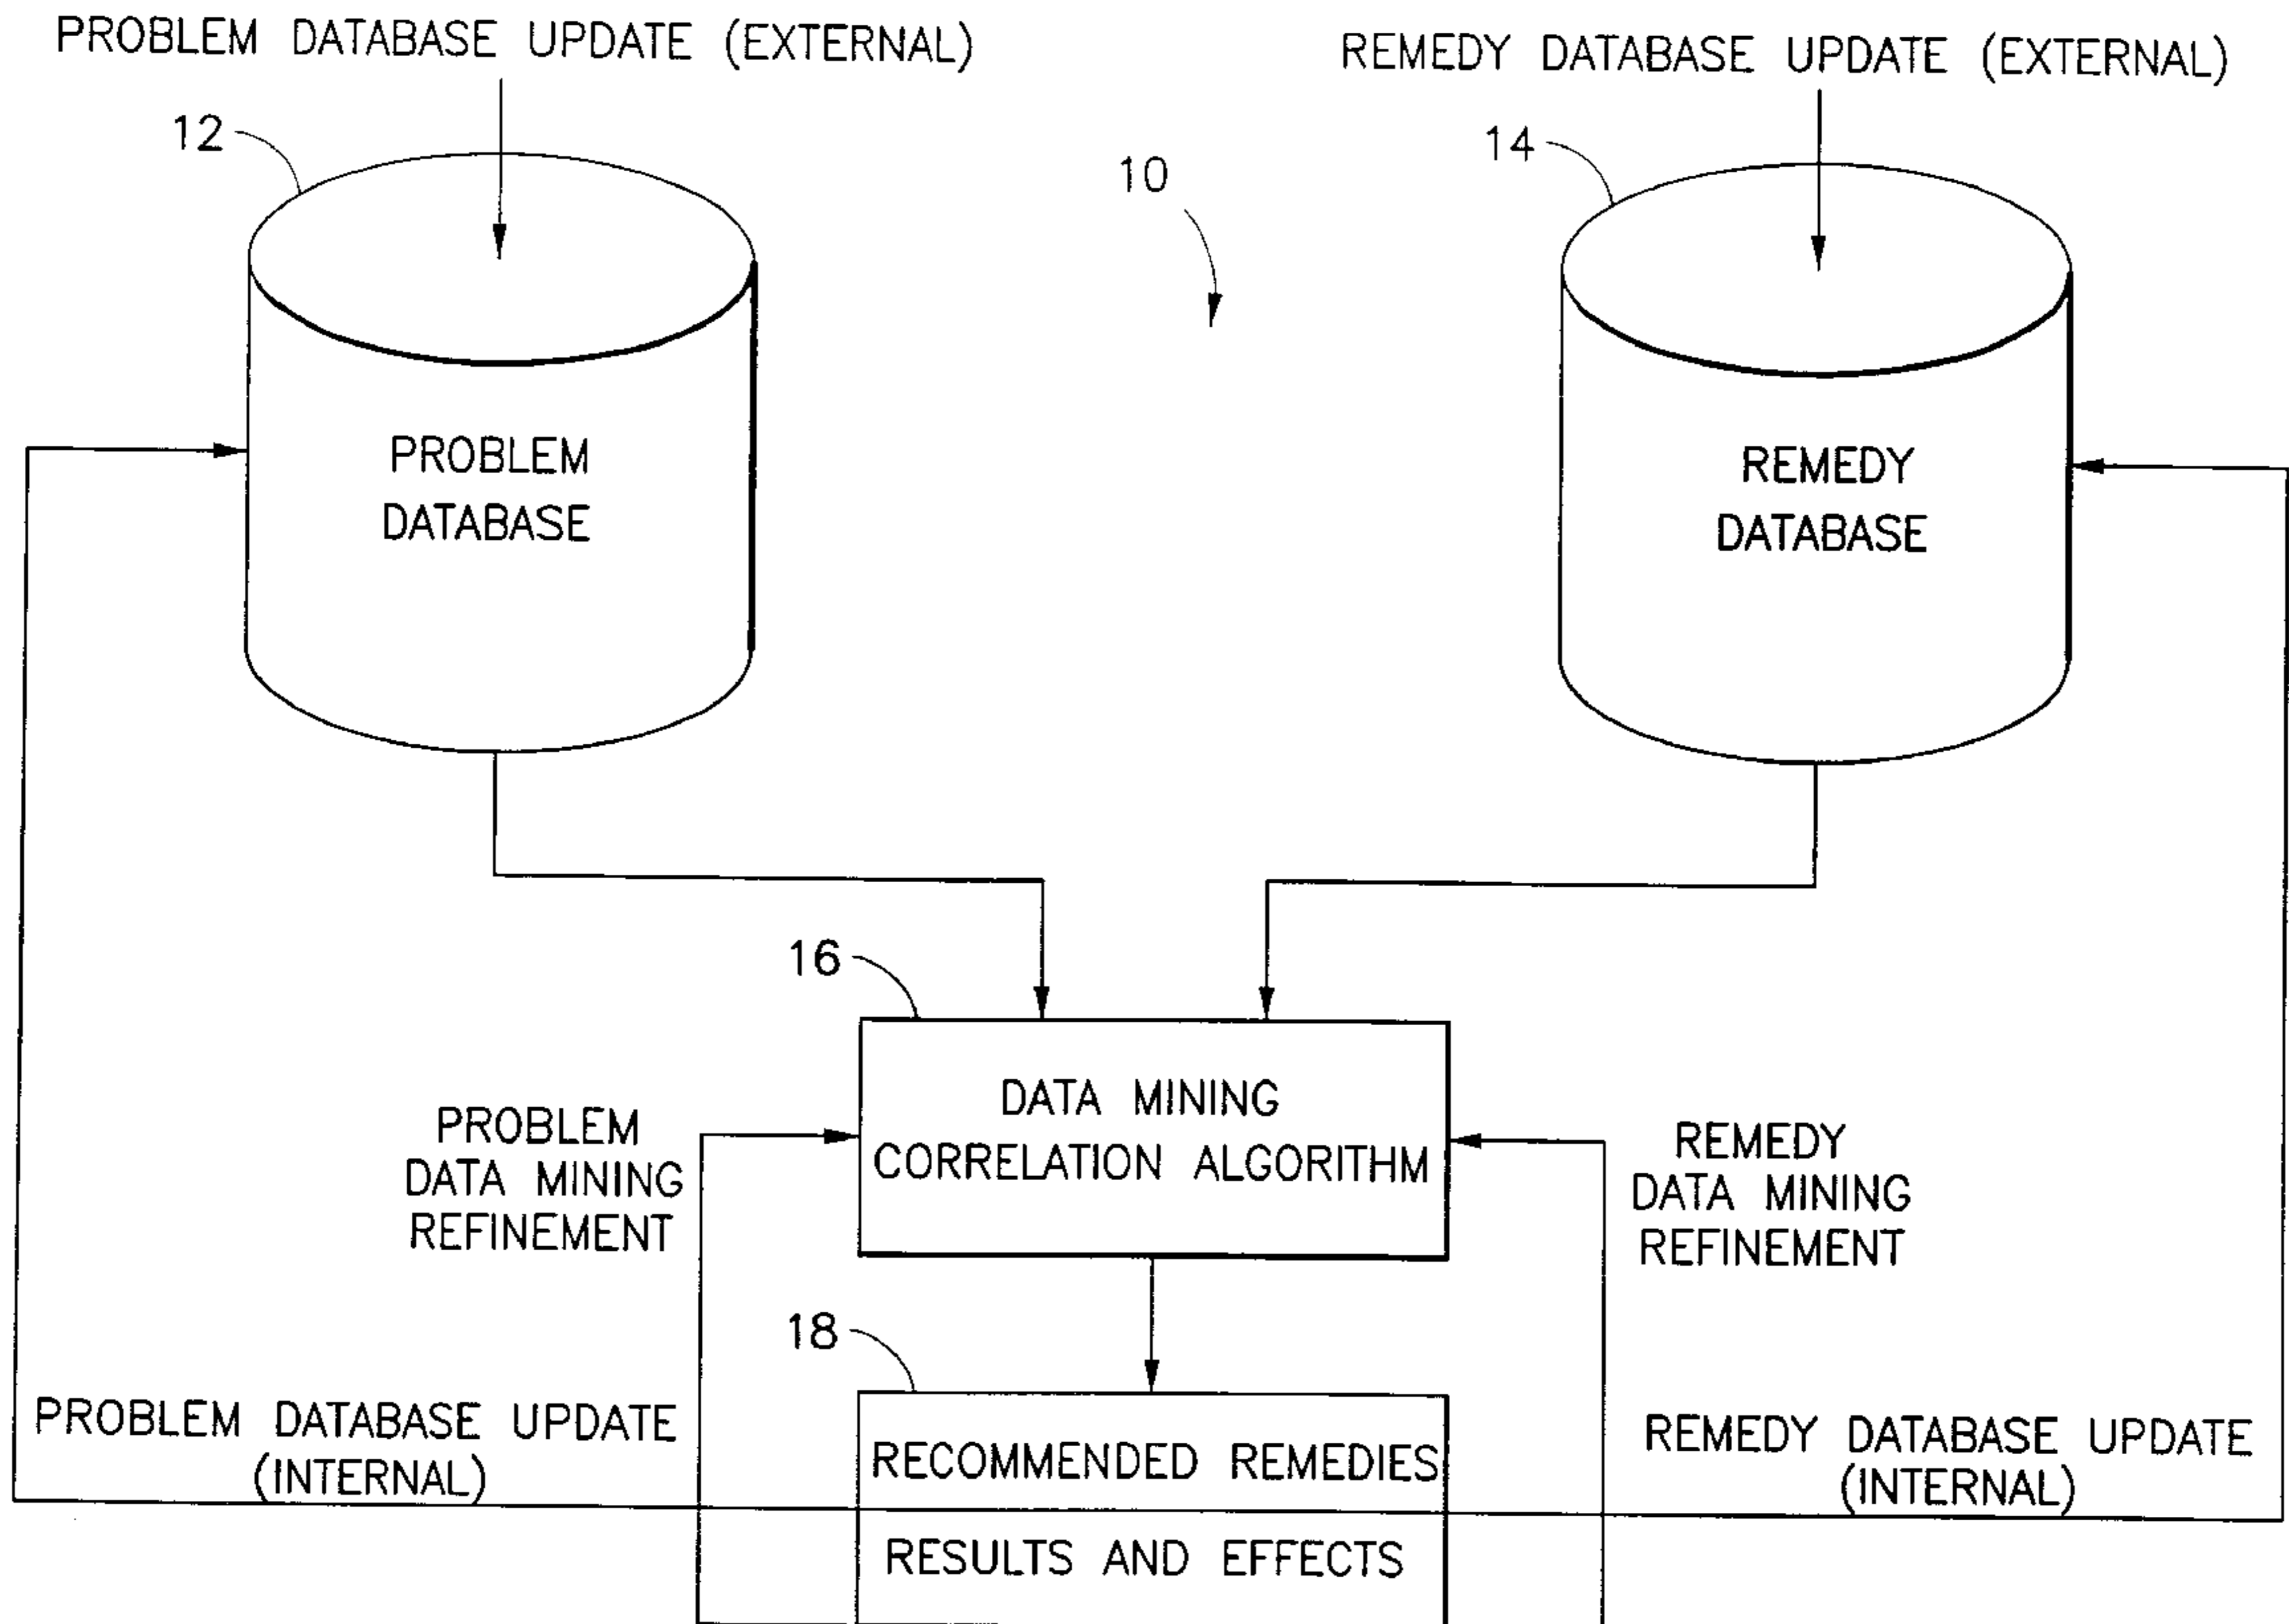 PROBLEM DATABASE UPDATE (EXTERNAL)
REMEDY DATABASE UPDATE (EXTERNAL)
12
10
14
PROBLEM
DATABASE
REMEDY
DATABASE
16
DATA MINING
CORRELATION ALGORITHM
PROBLEM
DATA MINING
REFINEMENT
REMEDY
DATA MINING
REFINEMENT
18
PROBLEM DATABASE UPDATE
(INTERNAL)
RECOMMENDED REMEDIES
REMEDY DATABASE UPDATE
(INTERNAL)
RESULTS AND EFFECTS